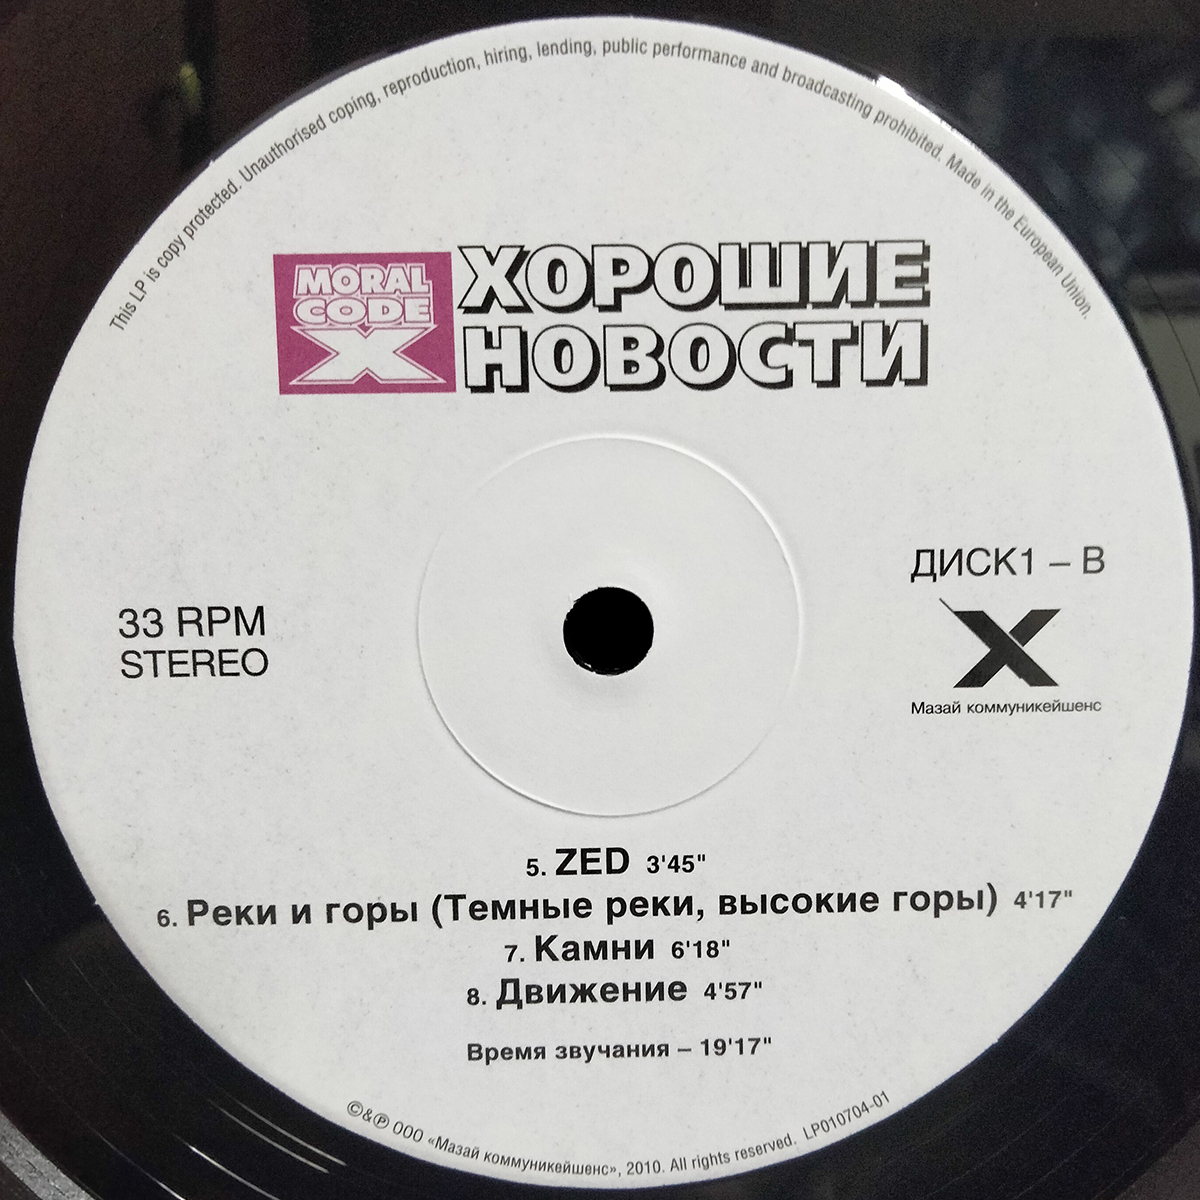 This LP is copy protected. Unauthorised coping, reproduction, hiring, lending, public performance and broadcasting prohibited. Made in the European Union.
MORAL
CODE
X
ХОРОШИЕ
НОВОСТИ
33 RPM
STEREO
ДИСК1 – В
X
Мазай коммуникейшенс
5. ZED 3'45"
6. Реки и горы (Темные реки, высокие горы) 4'17"
7. Камни 6'18"
8. Движение 4'57"
Время звучания – 19'17"
©&℗ ООО «Мазай коммуникейшенс», 2010. All rights reserved. LP010704-01